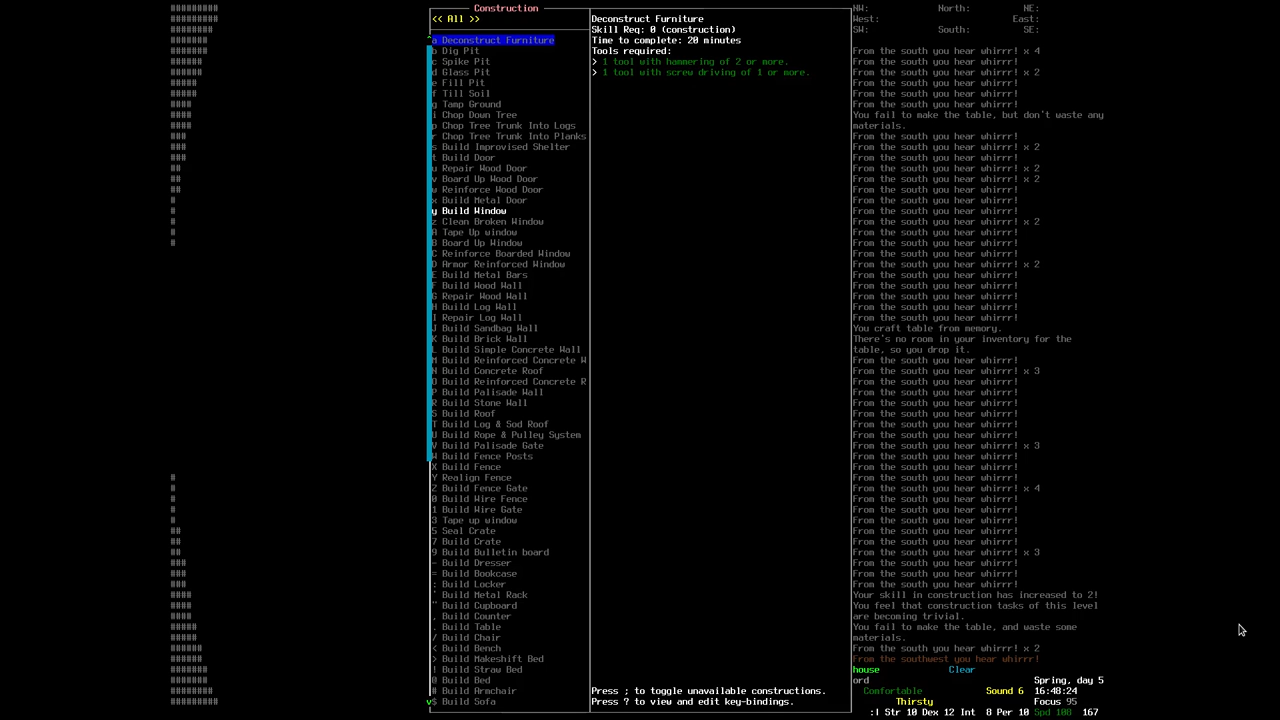 Construction
<< All >>
a Deconstruct Furniture
b Dig Pit
c Spike Pit
d Glass Pit
e Fill Pit
f Till Soil
g Tamp Ground
i Chop Down Tree
p Chop Tree Trunk Into Logs
r Chop Tree Trunk Into Planks
s Build Improvised Shelter
t Build Door
u Repair Wood Door
v Board Up Wood Door
w Reinforce Wood Door
x Build Metal Door
y Build Window
z Clean Broken Window
A Tape Up window
B Board Up Window
C Reinforce Boarded Window
D Armor Reinforced Window
E Build Metal Bars
F Build Wood Wall
G Repair Wood Wall
H Build Log Wall
I Repair Log Wall
J Build Sandbag Wall
K Build Brick Wall
L Build Simple Concrete Wall
M Build Reinforced Concrete W
N Build Concrete Roof
O Build Reinforced Concrete R
P Build Palisade Wall
R Build Stone Wall
S Build Roof
T Build Log & Sod Roof
U Build Rope & Pulley System
V Build Palisade Gate
W Build Fence Posts
X Build Fence
Y Realign Fence
Z Build Fence Gate
0 Build Wire Fence
1 Build Wire Gate
3 Tape up window
5 Seal Crate
7 Build Crate
9 Build Bulletin board
- Build Dresser
= Build Bookcase
: Build Locker
' Build Metal Rack
" Build Cupboard
, Build Counter
. Build Table
/ Build Chair
< Build Bench
> Build Makeshift Bed
! Build Straw Bed
@ Build Bed
# Build Armchair
$ Build Sofa
Deconstruct Furniture
Skill Req: 0 (construction)
Time to complete: 20 minutes
Tools required:
> 1 tool with hammering of 2 or more.
> 1 tool with screw driving of 1 or more.
Press ; to toggle unavailable constructions.
Press ? to view and edit key-bindings.
NW: North: NE:
West: East:
SW: South: SE:
From the south you hear whirrr! x 4
From the south you hear whirrr!
From the south you hear whirrr! x 2
From the south you hear whirrr!
From the south you hear whirrr!
From the south you hear whirrr!
You fail to make the table, but don't waste any
materials.
From the south you hear whirrr!
From the south you hear whirrr! x 2
From the south you hear whirrr!
From the south you hear whirrr! x 2
From the south you hear whirrr! x 2
From the south you hear whirrr!
From the south you hear whirrr!
From the south you hear whirrr!
From the south you hear whirrr! x 2
From the south you hear whirrr!
From the south you hear whirrr!
From the south you hear whirrr!
From the south you hear whirrr! x 2
From the south you hear whirrr!
From the south you hear whirrr!
From the south you hear whirrr!
From the south you hear whirrr!
From the south you hear whirrr!
You craft table from memory.
There's no room in your inventory for the
table, so you drop it.
From the south you hear whirrr!
From the south you hear whirrr! x 3
From the south you hear whirrr!
From the south you hear whirrr!
From the south you hear whirrr!
From the south you hear whirrr!
From the south you hear whirrr!
From the south you hear whirrr!
From the south you hear whirrr! x 3
From the south you hear whirrr!
From the south you hear whirrr!
From the south you hear whirrr!
From the south you hear whirrr! x 4
From the south you hear whirrr!
From the south you hear whirrr!
From the south you hear whirrr!
From the south you hear whirrr!
From the south you hear whirrr!
From the south you hear whirrr! x 3
From the south you hear whirrr!
From the south you hear whirrr!
From the south you hear whirrr!
Your skill in construction has increased to 2!
You feel that construction tasks of this level
are becoming trivial.
You fail to make the table, and waste some
materials.
From the south you hear whirrr! x 2
From the southwest you hear whirrr!
house Clear
ord Spring, day 5
Comfortable Sound 6 16:48:24
Thirsty Focus 95
:| Str 10 Dex 12 Int 8 Per 10 Spd 108 167